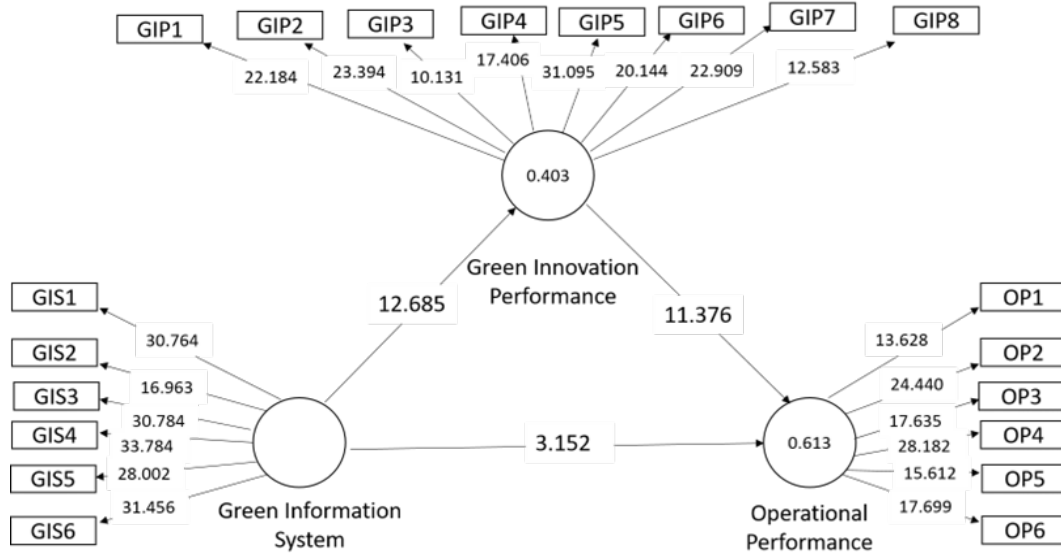 GIP1
GIP2
GIP3
GIP4
GIP5
GIP6
GIP7
GIP8
22.184
23.394
10.131
17.406
31.095
20.144
22.909
12.583
0.403
Green Innovation
Performance
12.685
11.376
GIS1
GIS2
GIS3
GIS4
GIS5
GIS6
30.764
16.963
30.784
33.784
28.002
31.456
Green Information
System
3.152
0.613
Operational
Performance
13.628
24.440
17.635
28.182
15.612
17.699
OP1
OP2
OP3
OP4
OP5
OP6